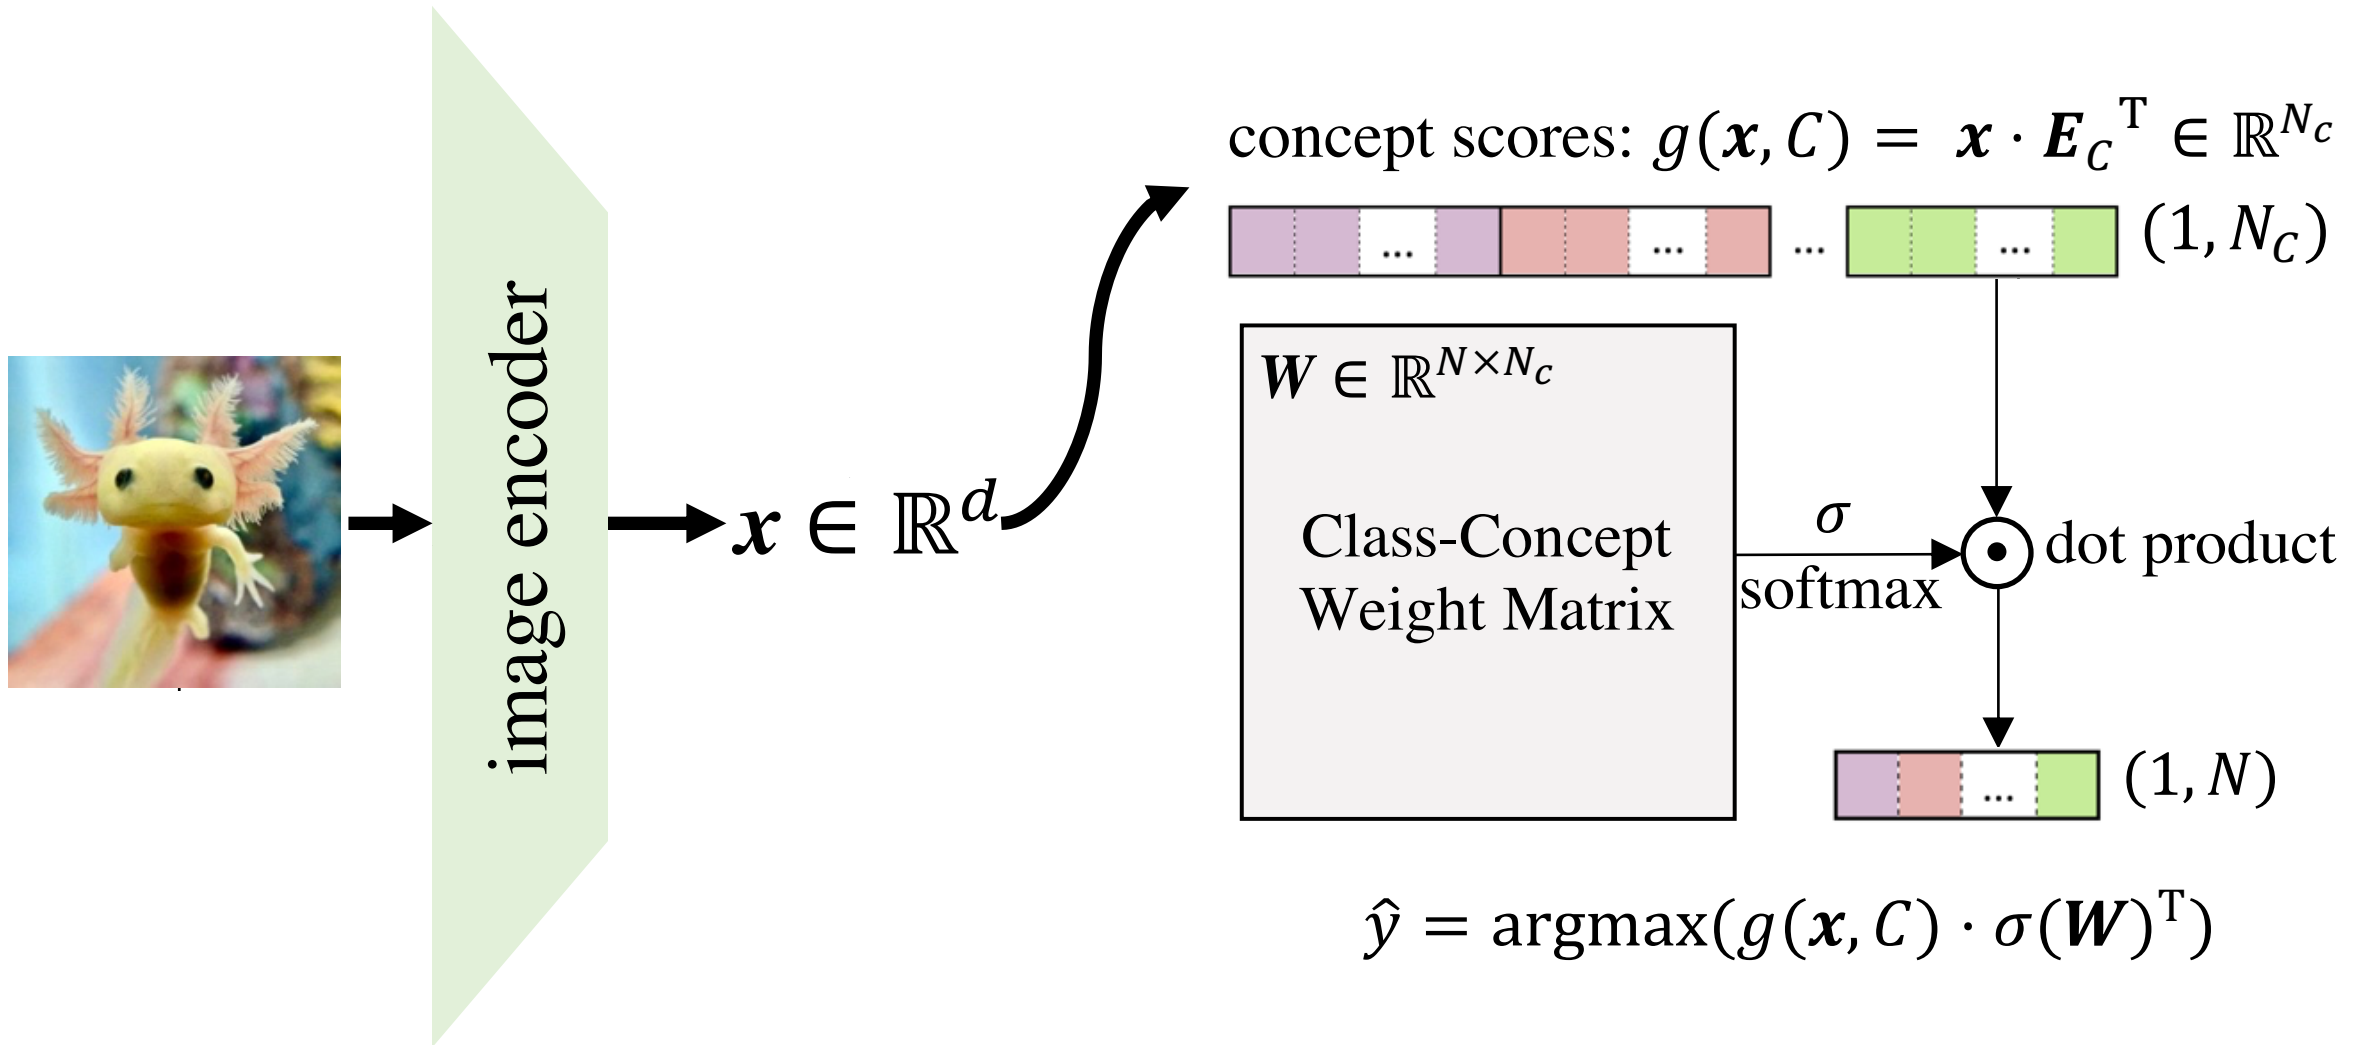 image encoder
𝒙 ∈ ℝ^d
concept scores: g(𝒙, C) = 𝒙 · 𝑬_C^T ∈ ℝ^{N_C}
... ... ... ... (1, N_C)
𝑾 ∈ ℝ^{N×N_C}
Class-Concept
Weight Matrix
σ
softmax
dot product
... (1, N)
ŷ = argmax(g(𝒙, C) · σ(𝑾)^T)